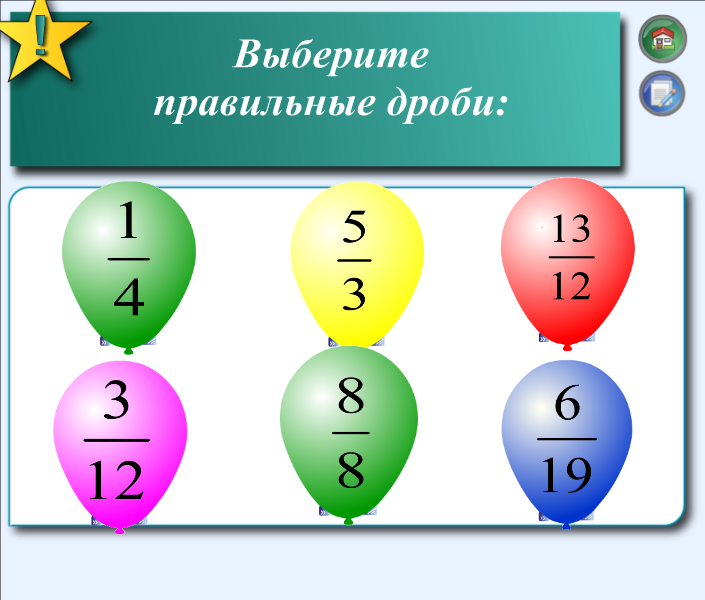 !
Выберите
правильные дроби:
1/4 5/3 13/12
3/12 8/8 6/19